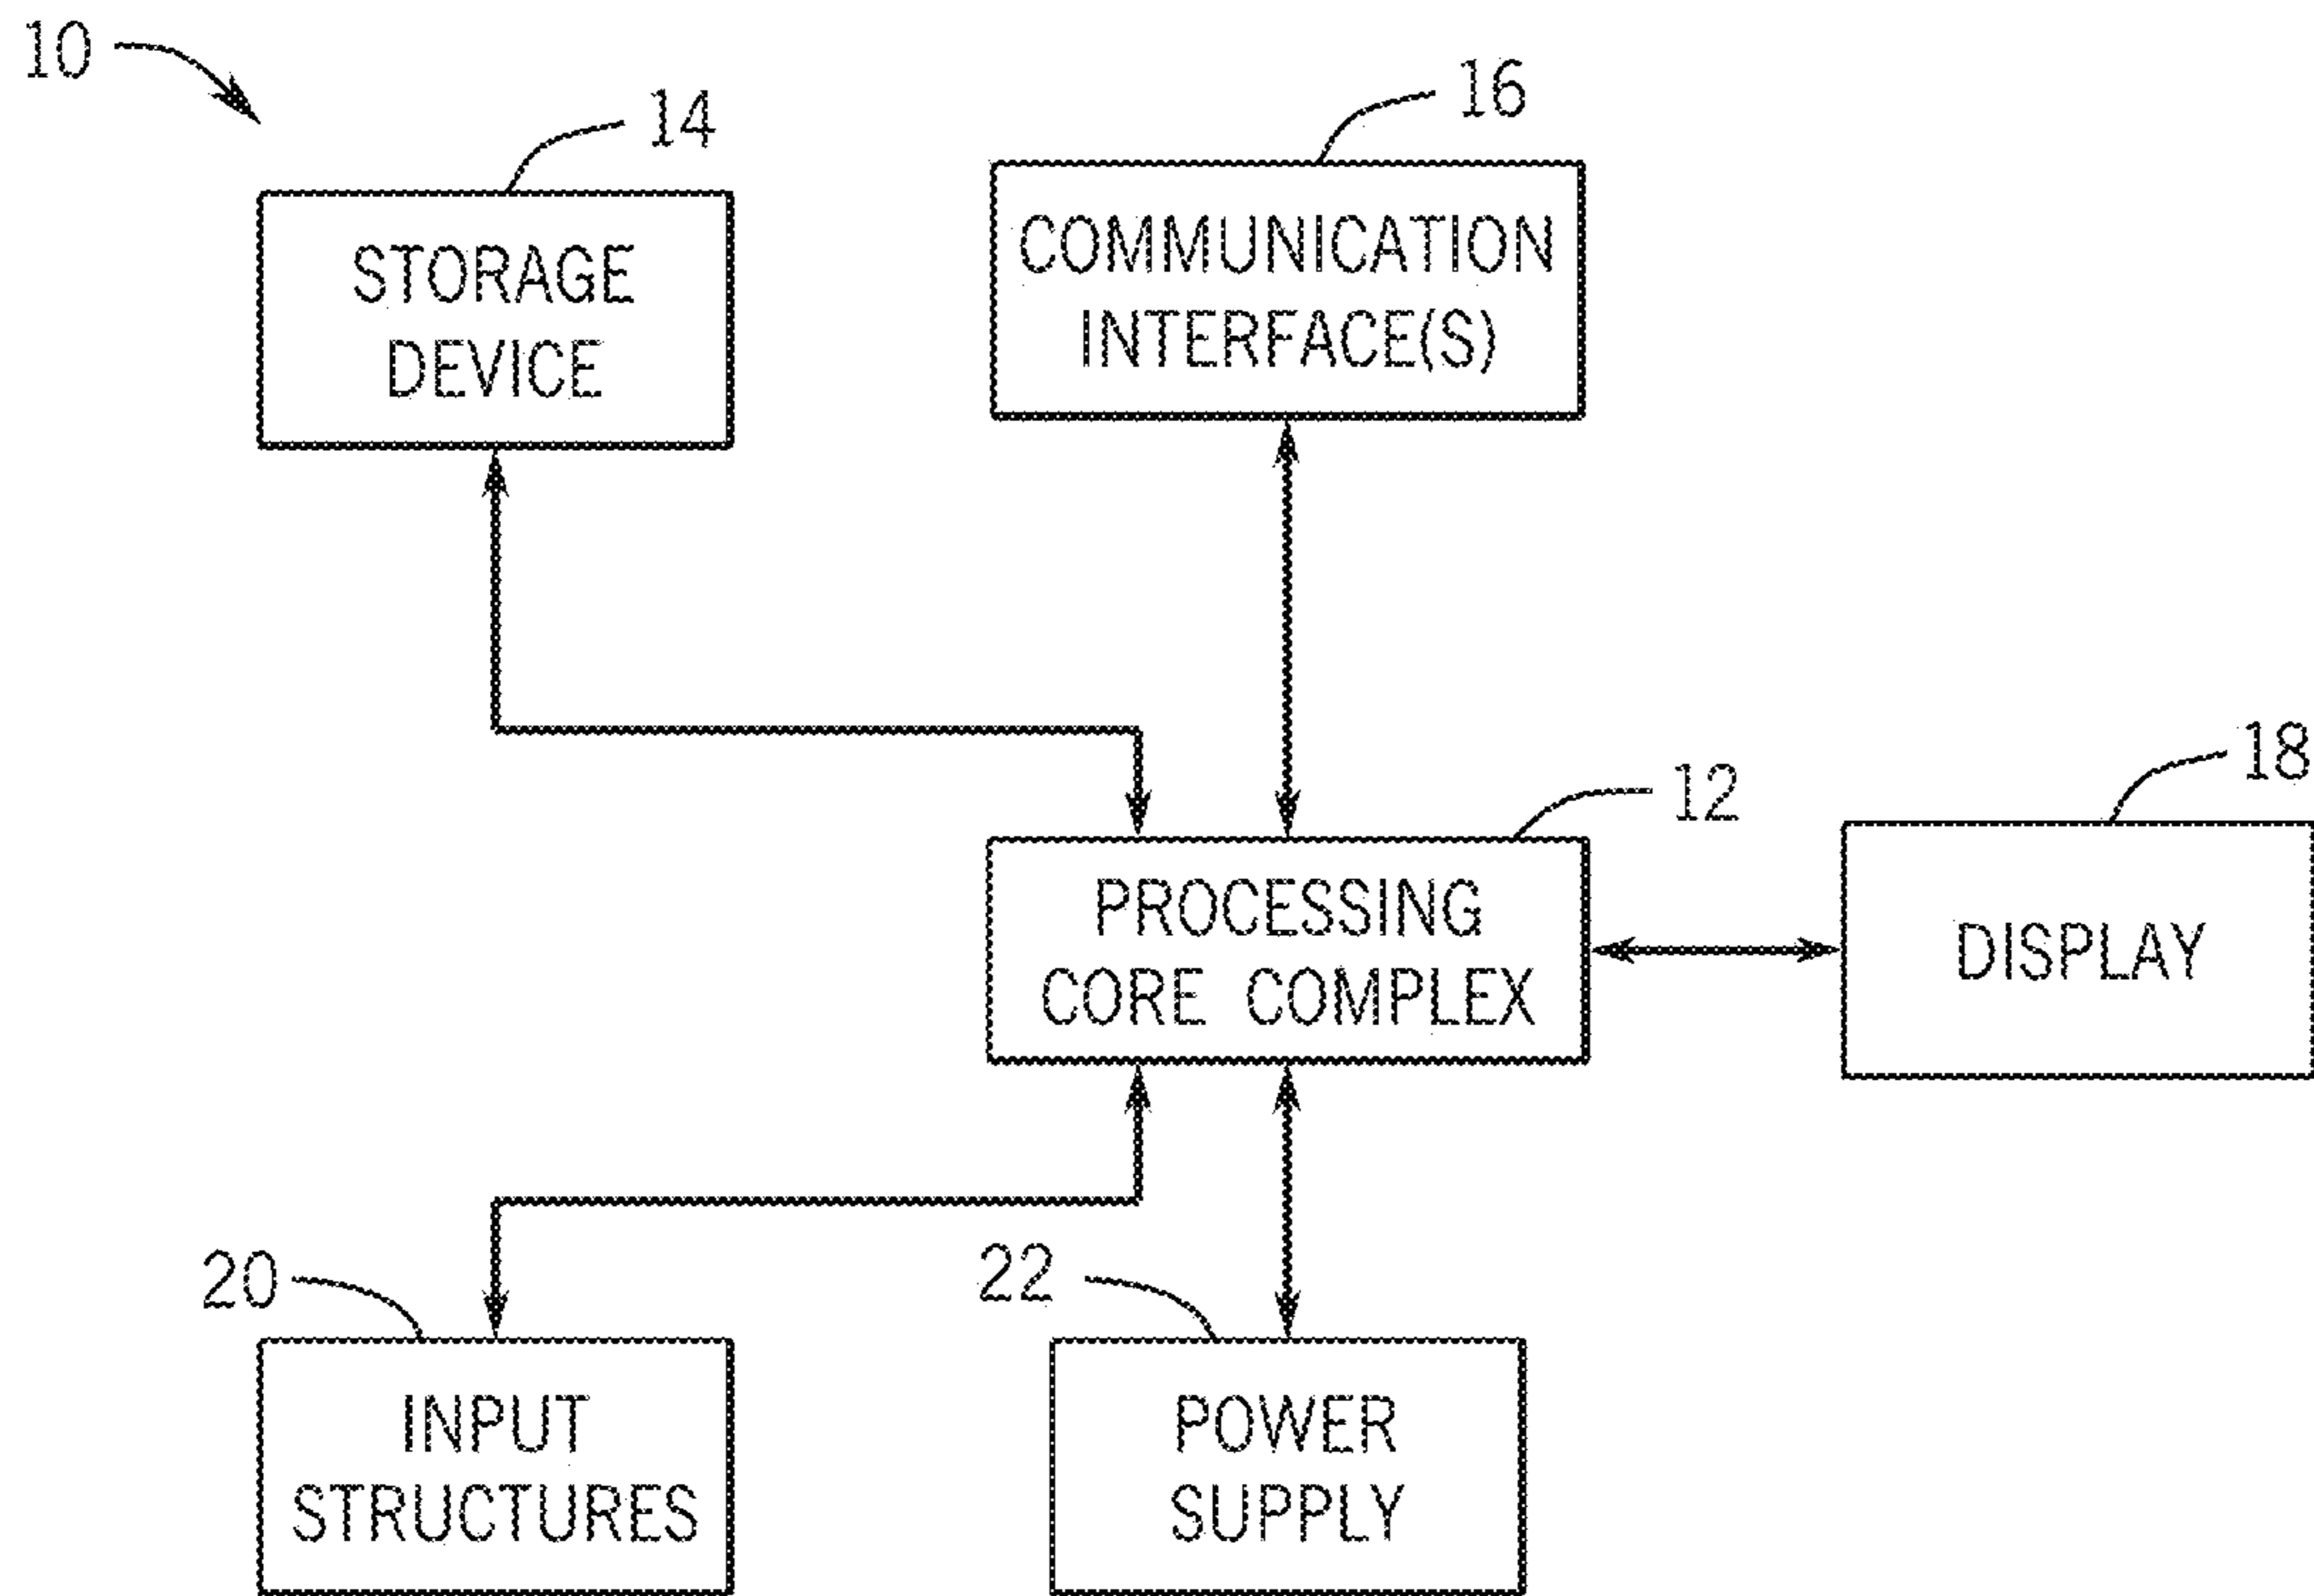 10
14
STORAGE
DEVICE
16
COMMUNICATION
INTERFACE(S)
12
PROCESSING
CORE COMPLEX
18
DISPLAY
20
INPUT
STRUCTURES
22
POWER
SUPPLY